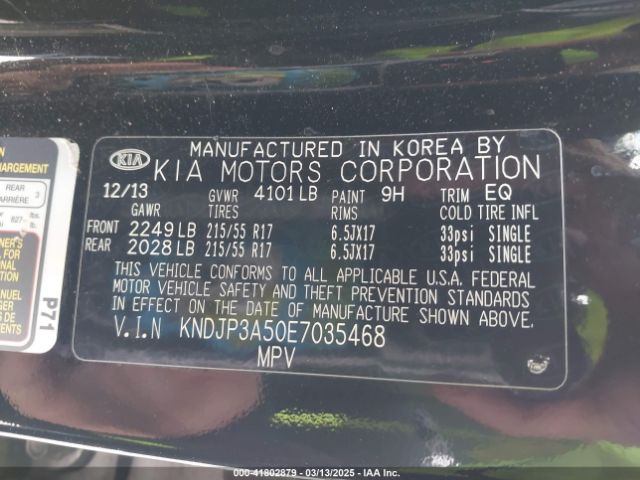 MANUFACTURED IN KOREA BY
KIA KIA MOTORS CORPORATION
12/13 GVWR 4101 LB PAINT 9H TRIM EQ
GAWR TIRES RIMS COLD TIRE INFL
FRONT 2249 LB 215/55 R17 6.5JX17 33psi SINGLE
REAR 2028 LB 215/55 R17 6.5JX17 33psi SINGLE
THIS VEHICLE CONFORMS TO ALL APPLICABLE U.S.A. FEDERAL
MOTOR VEHICLE SAFETY AND THEFT PREVENTION STANDARDS
IN EFFECT ON THE DATE OF MANUFACTURE SHOWN ABOVE.
V.I.N KNDJP3A50E7035468
MPV
HARGEMENT
REAR 3
ARRIÈRE
P71
© COPYRIGHT
#: 41802879 - 03/13/2025 - IAA Inc.